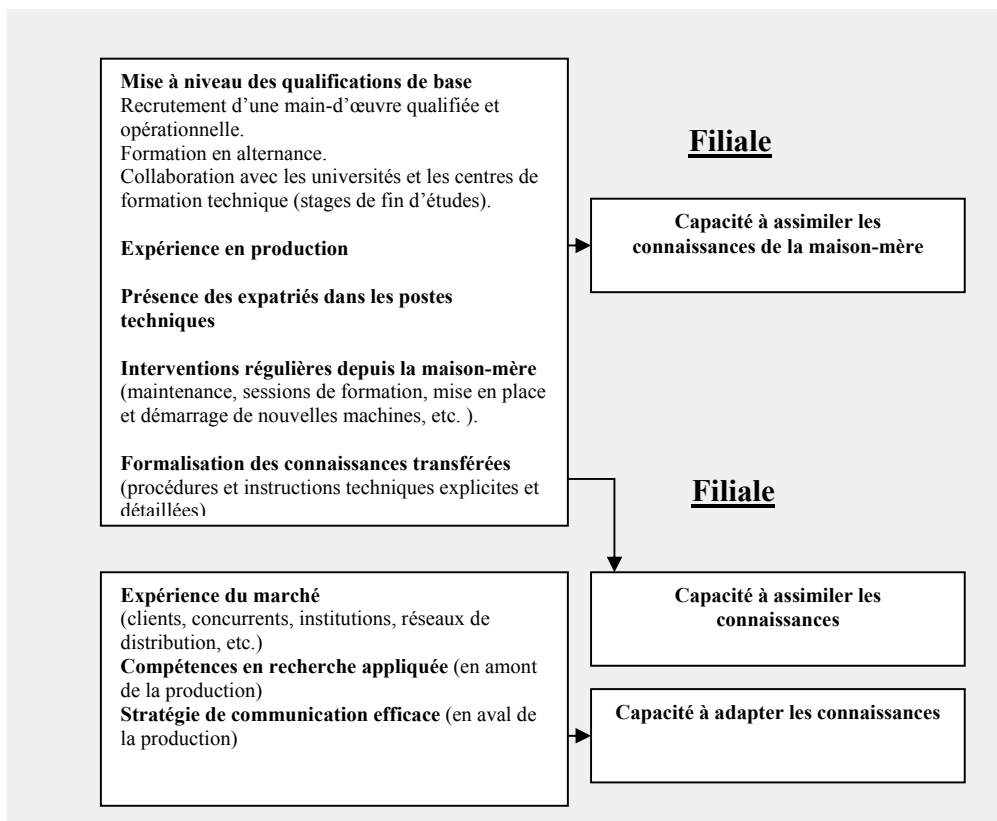 Mise à niveau des qualifications de base
Recrutement d’une main-d’œuvre qualifiée et
opérationnelle.
Formation en alternance.
Collaboration avec les universités et les centres de
formation technique (stages de fin d’études).
Expérience en production
Présence des expatriés dans les postes
techniques
Interventions régulières depuis la maison-mère
(maintenance, sessions de formation, mise en place
et démarrage de nouvelles machines, etc. ).
Formalisation des connaissances transférées
(procédures et instructions techniques explicites et
détaillées)
Filiale
Capacité à assimiler les
connaissances de la maison-mère
Filiale
Expérience du marché
(clients, concurrents, institutions, réseaux de
distribution, etc.)
Compétences en recherche appliquée (en amont
de la production)
Stratégie de communication efficace (en aval de
la production)
Capacité à assimiler les
connaissances
Capacité à adapter les connaissances